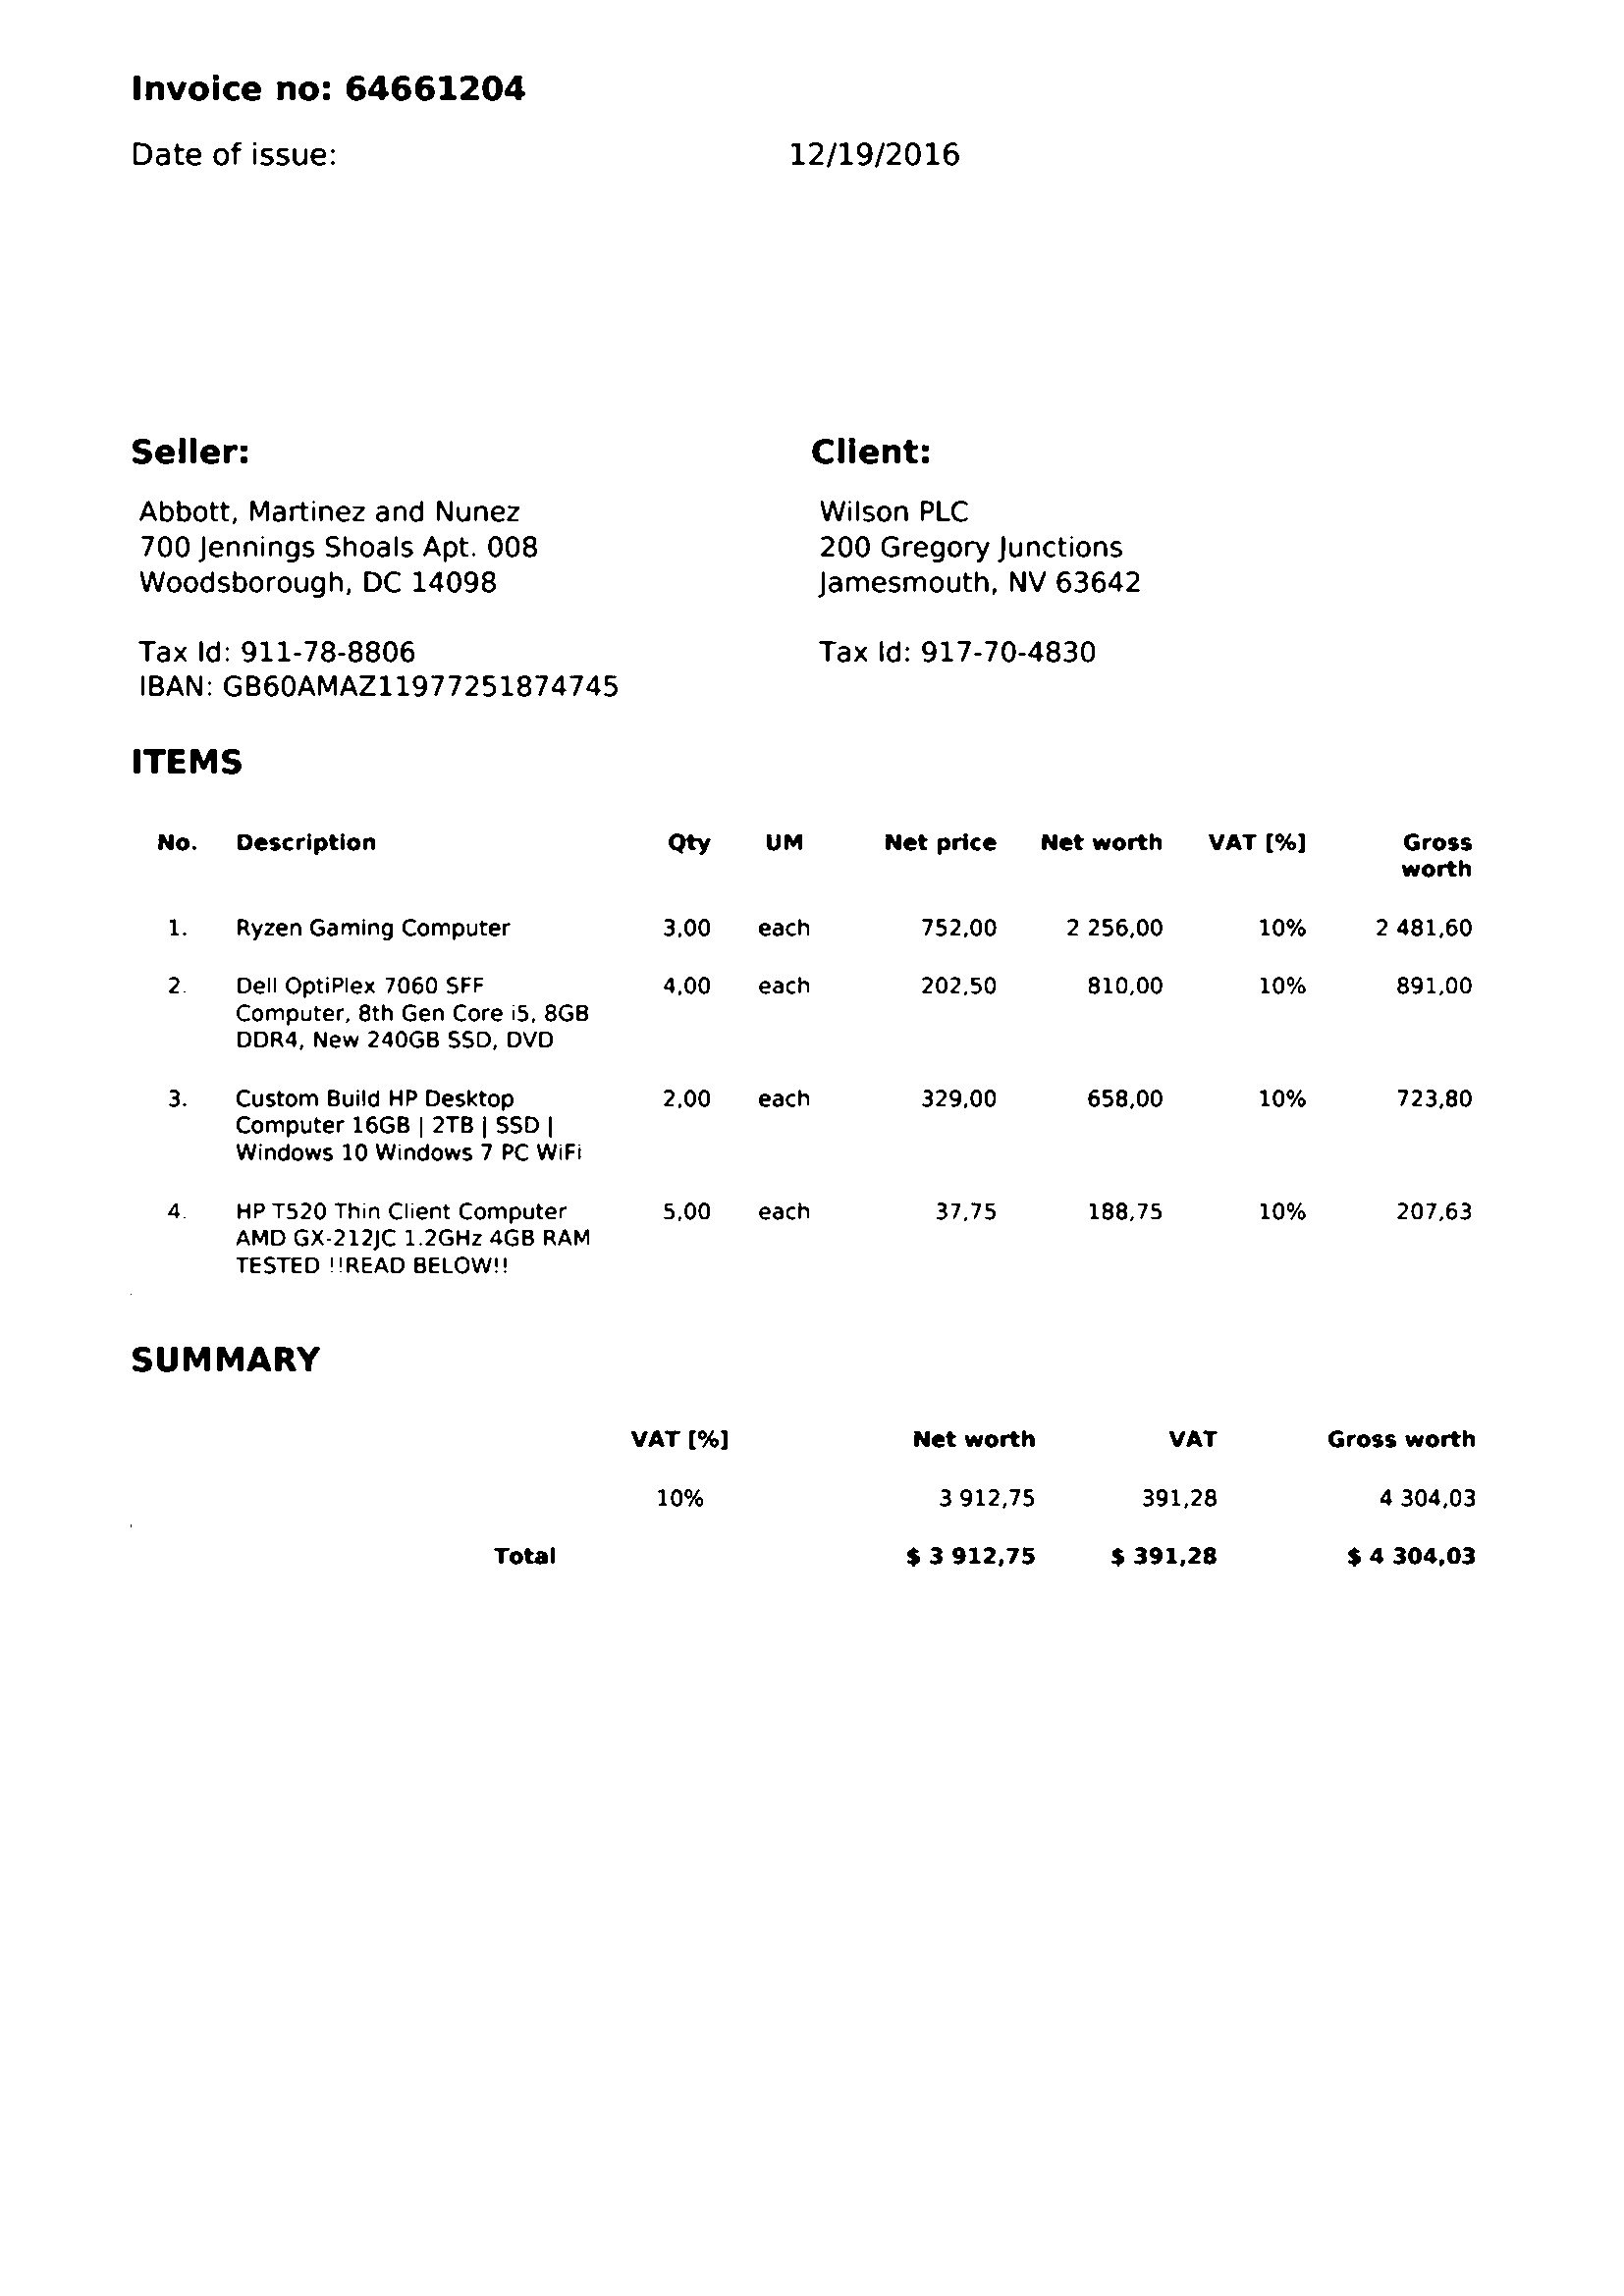 Invoice no: 64661204
Date of issue: 12/19/2016
Seller: Client:
Abbott, Martinez and Nunez Wilson PLC
700 Jennings Shoals Apt. 008 200 Gregory Junctions
Woodsborough, DC 14098 Jamesmouth, NV 63642
Tax Id: 911-78-8806 Tax Id: 917-70-4830
IBAN: GB60AMAZ11977251874745
ITEMS
No. Description Qty UM Net price Net worth VAT [%] Gross
worth
1. Ryzen Gaming Computer 3,00 each 752,00 2 256,00 10% 2 481,60
2. Dell OptiPlex 7060 SFF 4,00 each 202,50 810,00 10% 891,00
Computer, 8th Gen Core i5, 8GB
DDR4, New 240GB SSD, DVD
3. Custom Build HP Desktop 2,00 each 329,00 658,00 10% 723,80
Computer 16GB | 2TB | SSD |
Windows 10 Windows 7 PC WiFi
4. HP T520 Thin Client Computer 5,00 each 37,75 188,75 10% 207,63
AMD GX-212JC 1.2GHz 4GB RAM
TESTED !!READ BELOW!!
SUMMARY
VAT [%] Net worth VAT Gross worth
10% 3 912,75 391,28 4 304,03
Total $ 3 912,75 $ 391,28 $ 4 304,03